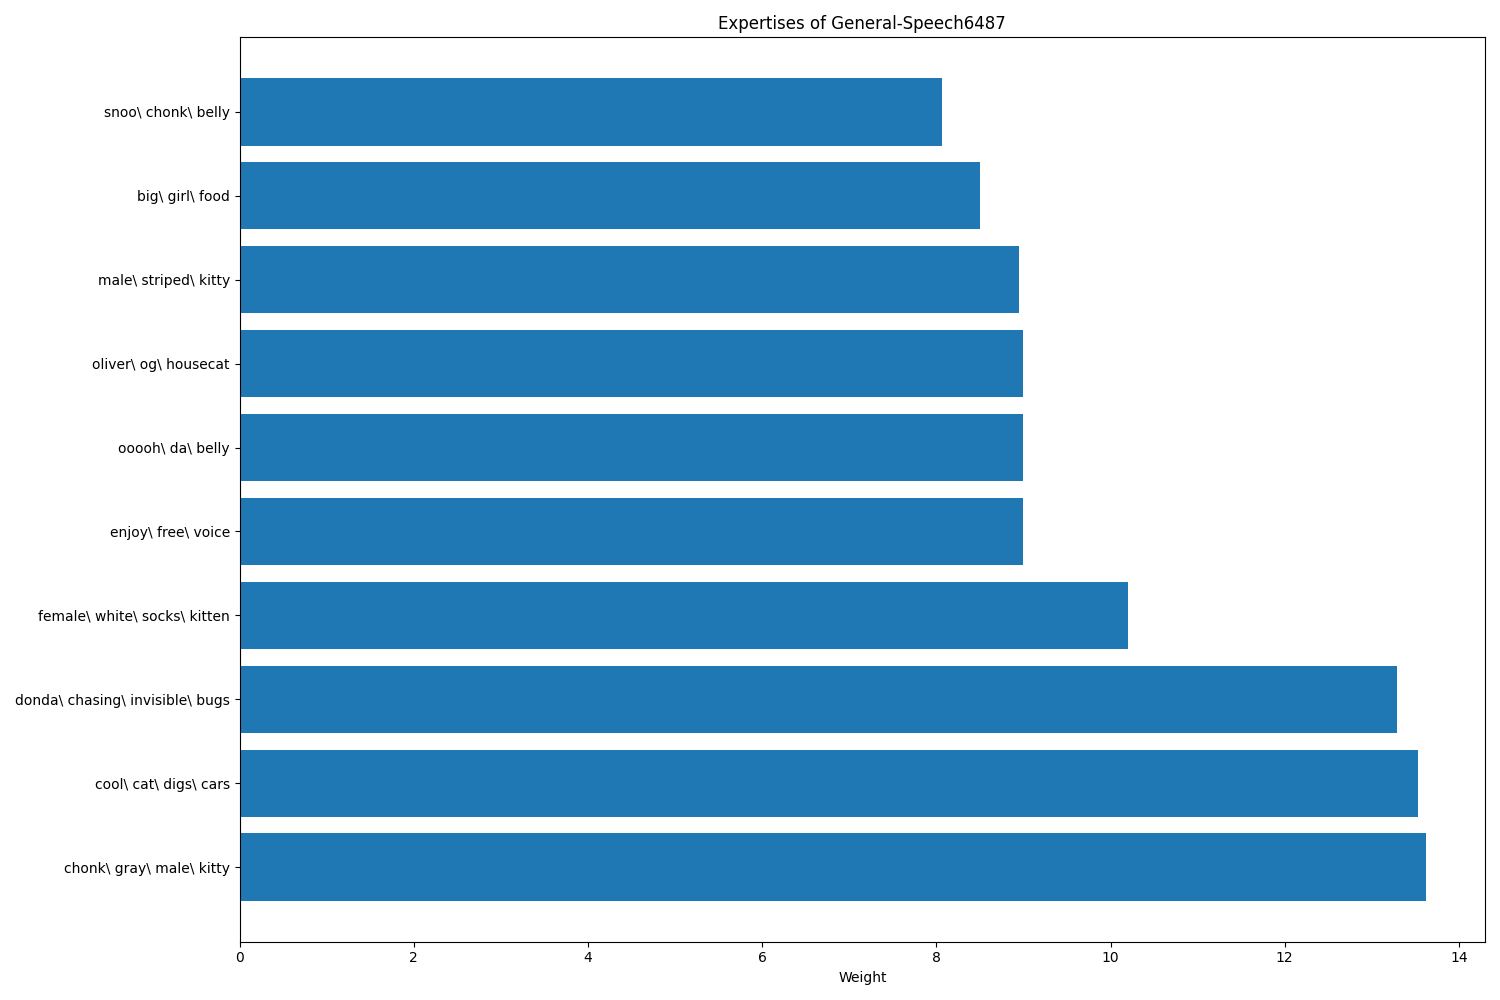 Expertises of General-Speech6487
snoo\ chonk\ belly
big\ girl\ food
male\ striped\ kitty
oliver\ og\ housecat
ooooh\ da\ belly
enjoy\ free\ voice
female\ white\ socks\ kitten
donda\ chasing\ invisible\ bugs
cool\ cat\ digs\ cars
chonk\ gray\ male\ kitty
0 2 4 6 8 10 12 14
Weight